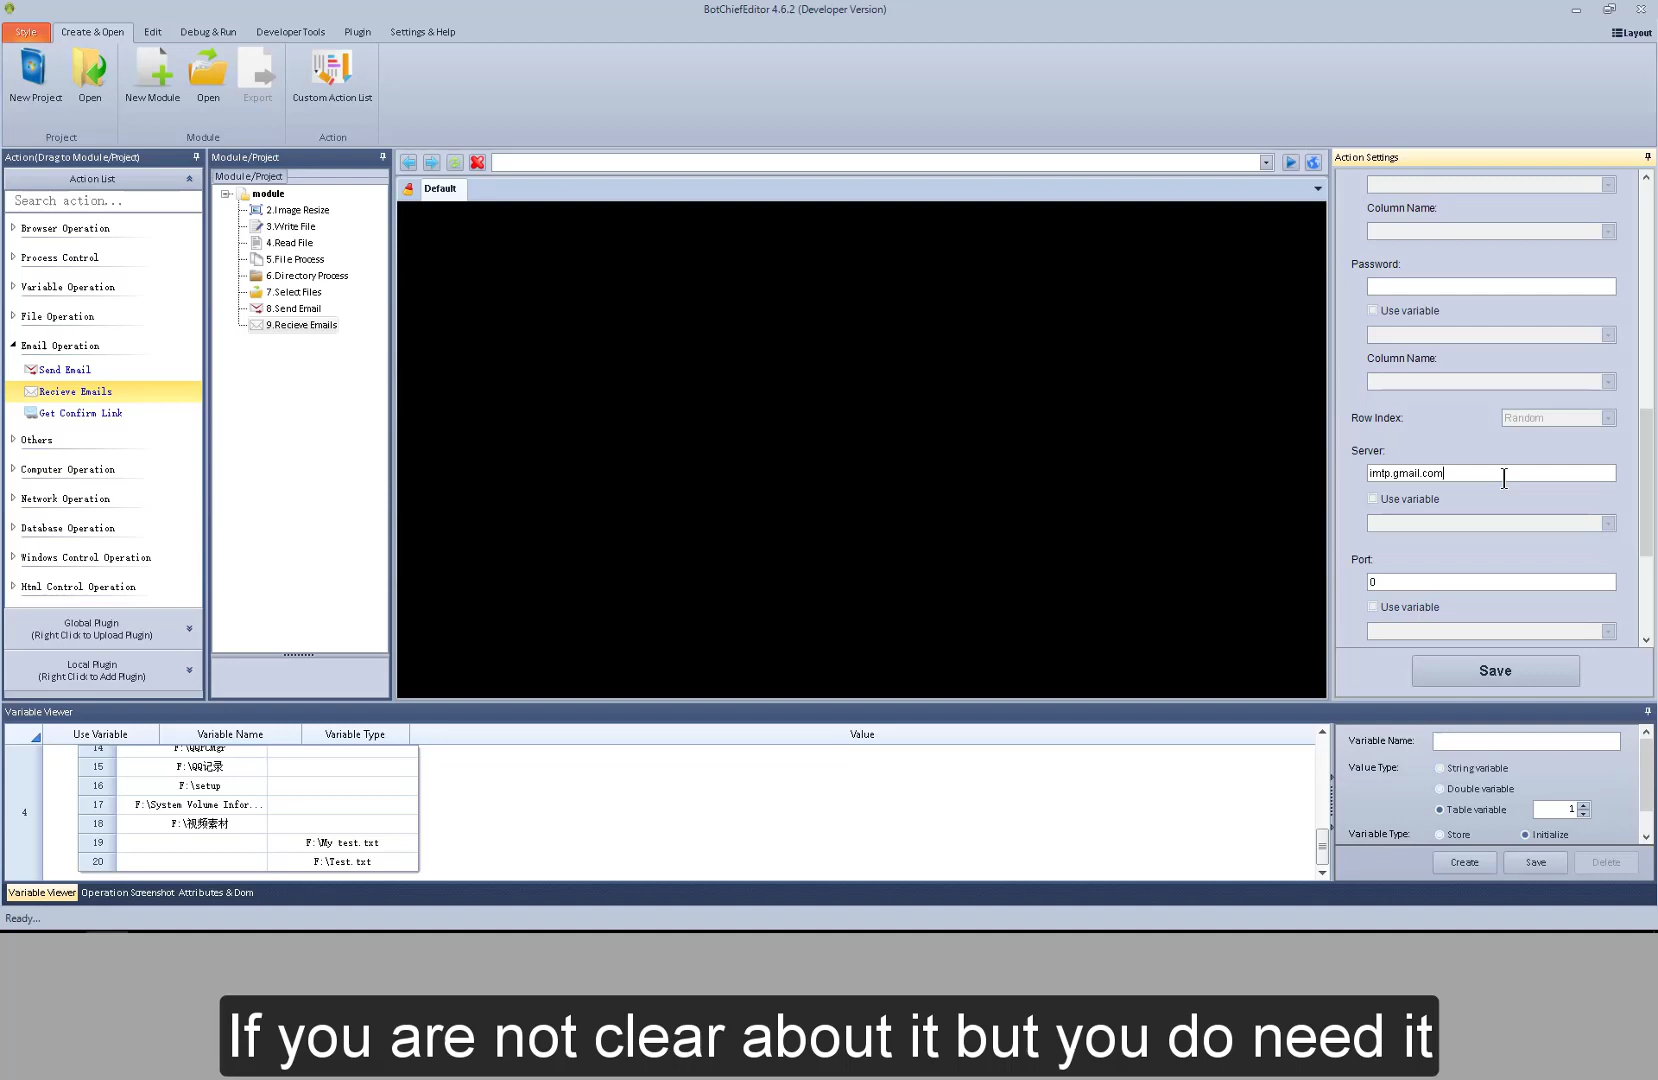 BotChiefEditor 4.6.2 (Developer Version)
Style
Create & Open
Edit
Debug & Run
Developer Tools
Plugin
Settings & Help
Layout
New Project
Open
New Module
Open
Export
Custom Action List
Project
Module
Action
Action(Drag to Module/Project)
Action List
Search action...
Browser Operation
Process Control
Variable Operation
File Operation
Email Operation
Send Email
Recieve Emails
Get Confirm Link
Others
Computer Operation
Network Operation
Database Operation
Windows Control Operation
Html Control Operation
Global Plugin
(Right Click to Upload Plugin)
Local Plugin
(Right Click to Add Plugin)
Module/Project
Module/Project
module
2.Image Resize
3.Write File
4.Read File
5.File Process
6.Directory Process
7.Select Files
8.Send Email
9.Recieve Emails
Default
Action Settings
Column Name:
Password:
Use variable
Column Name:
Row Index:
Random
Server:
imtp.gmail.com
Use variable
Port:
0
Use variable
Save
Variable Viewer
Use Variable
Variable Name
Variable Type
Value
4
14 F:\QQPCMgr
15 F:\QQ记录
16 F:\setup
17 F:\System Volume Infor...
18 F:\视频素材
19 F:\My test.txt
20 F:\Test.txt
Variable Name:
Value Type:
String variable
Double variable
Table variable
1
Variable Type:
Store
Initialize
Create
Save
Delete
Variable Viewer
Operation Screenshot
Attributes & Dom
Ready...
If you are not clear about it but you do need it